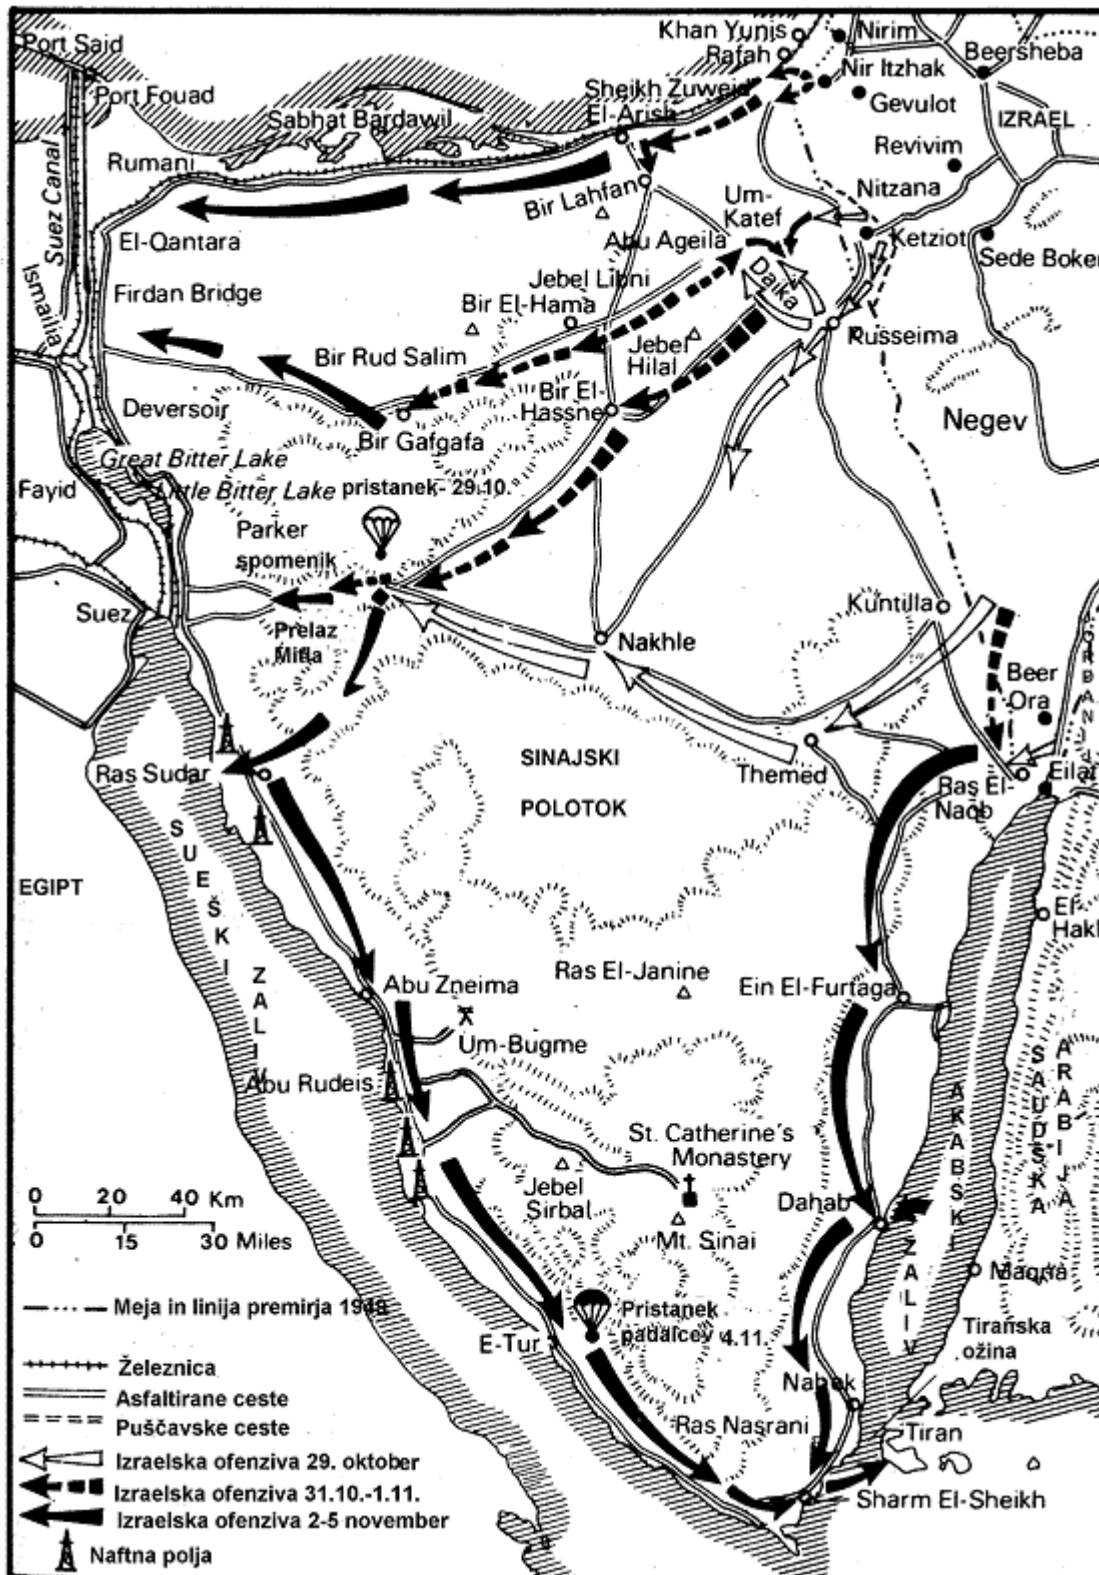 Port Said
Port Fouad
Khan Yunis
Rafah
Nirim
Beersheba
Nir Itzhak
Sheikh Zuweid
El-Arish
Gevulot
Sabhat Bardawil
IZRAEL
Revivim
Rumani
Suez Canal
Bir Lahfan
Um-
Katef
Nitzana
El-Qantara
Abu Ageila
Ketziot
Sede Boker
Ismailia
Firdan Bridge
Jebel Libni
Bir El-Hama
Daika
Russeima
Bir Rud Salim
Jebel
Hilal
Bir El-
Hassne
Deversoir
Negev
Bir Gafgafa
Great Bitter Lake
Little Bitter Lake
pristanek- 29.10.
Fayid
Parker
spomenik
Suez
Kuntilla
Prelaz
Mitla
Nakhle
Beer
Ora
SINAJSKI
POLOTOK
Ras Sudar
Themed
Ras El-
Naqb
Eilat
SUEŠKI
ZALIV
EGIPT
El
Hakl
Ras El-Janine
Ein El-Furtaga
Abu Zneima
Um-Bugme
Abu Rudeis
SAUDSKA
ARABIJA
AKABSKI
ZALIV
St. Catherine's
Monastery
Jebel
Sirbal
Dahab
Mt. Sinai
0 20 40 Km
0 15 30 Miles
Maqna
Meja in linija premirja 1949
Pristanek
padalcev 4.11.
E-Tur
Tiranska
ožina
Železnica
Nabek
Asfaltirane ceste
Ras Nasrani
Puščavske ceste
Tiran
Izraelska ofenziva 29. oktober
Izraelska ofenziva 31.10.-1.11.
Sharm El-Sheikh
Izraelska ofenziva 2-5 november
Naftna polja